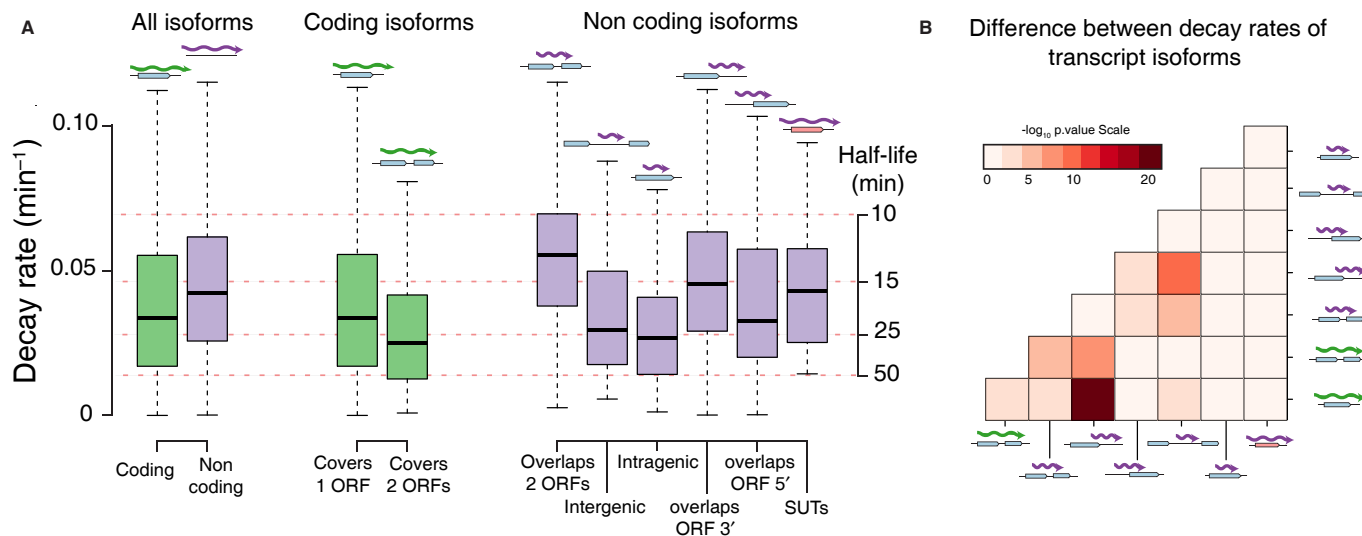 A
All isoforms
Coding isoforms
Non coding isoforms
Decay rate (min⁻¹)
0.10
0.05
0
Half-life
(min)
10
15
25
50
Coding
Non
coding
Covers
1 ORF
Covers
2 ORFs
Overlaps
2 ORFs
Intergenic
Intragenic
overlaps
ORF 3′
overlaps
ORF 5′
SUTs
B
Difference between decay rates of
transcript isoforms
-log₁₀ p.value Scale
0 5 10 20